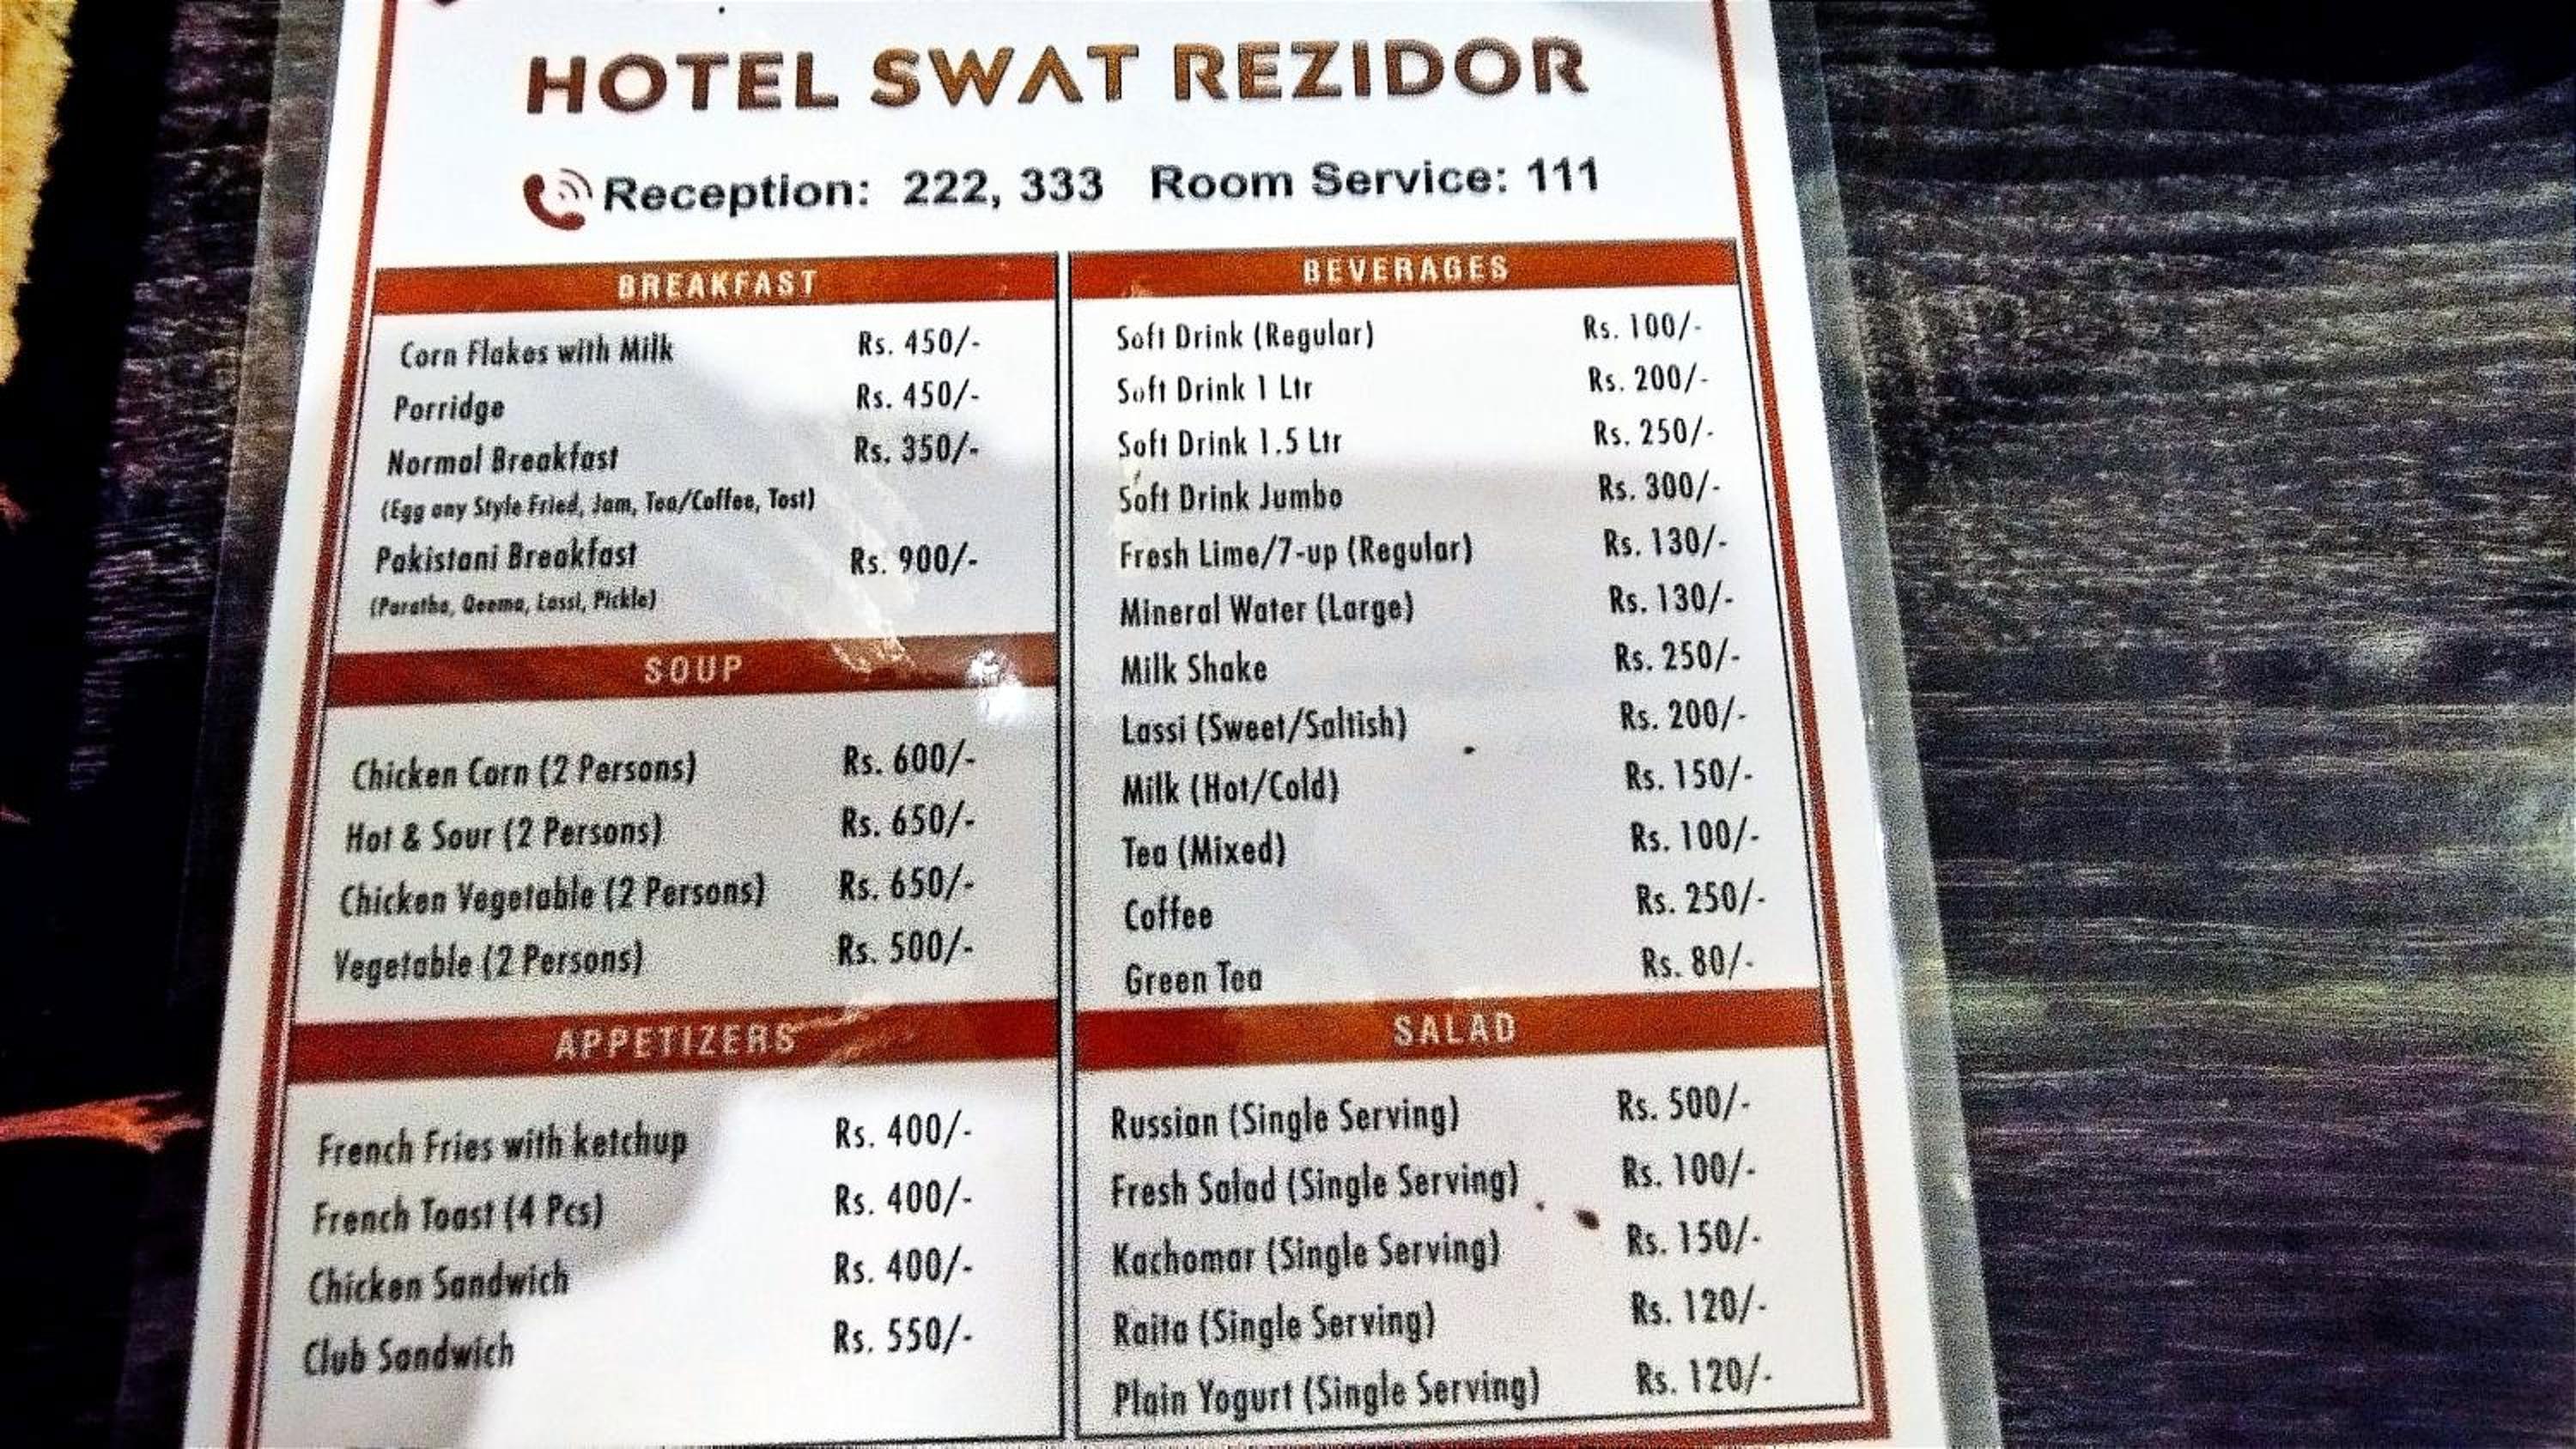 HOTEL SWAT REZIDOR
Reception: 222, 333 Room Service: 111
BREAKFAST
Corn Flakes with Milk Rs. 450/-
Porridge Rs. 450/-
Normal Breakfast Rs. 350/-
(Egg any Style Fried, Jam, Tea/Coffee, Tost)
Pakistani Breakfast Rs. 900/-
(Paratha, Qeema, Lassi, Pickle)
SOUP
Chicken Corn (2 Persons) Rs. 600/-
Hot & Sour (2 Persons) Rs. 650/-
Chicken Vegetable (2 Persons) Rs. 650/-
Vegetable (2 Persons) Rs. 500/-
APPETIZERS
French Fries with ketchup Rs. 400/-
French Toast (4 Pcs) Rs. 400/-
Chicken Sandwich Rs. 400/-
Club Sandwich Rs. 550/-
BEVERAGES
Soft Drink (Regular) Rs. 100/-
Soft Drink 1 Ltr Rs. 200/-
Soft Drink 1.5 Ltr Rs. 250/-
Soft Drink Jumbo Rs. 300/-
Fresh Lime/7-up (Regular) Rs. 130/-
Mineral Water (Large) Rs. 130/-
Milk Shake Rs. 250/-
Lassi (Sweet/Saltish) Rs. 200/-
Milk (Hot/Cold) Rs. 150/-
Tea (Mixed) Rs. 100/-
Coffee Rs. 250/-
Green Tea Rs. 80/-
SALAD
Russian (Single Serving) Rs. 500/-
Fresh Salad (Single Serving) Rs. 100/-
Kachomar (Single Serving) Rs. 150/-
Raita (Single Serving) Rs. 120/-
Plain Yogurt (Single Serving) Rs. 120/-